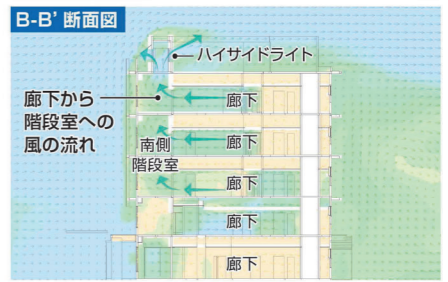 B-B’ 断面図
ハイサイドライト
廊下から
階段室への
風の流れ
廊下
南側
階段室
廊下
廊下
廊下
廊下